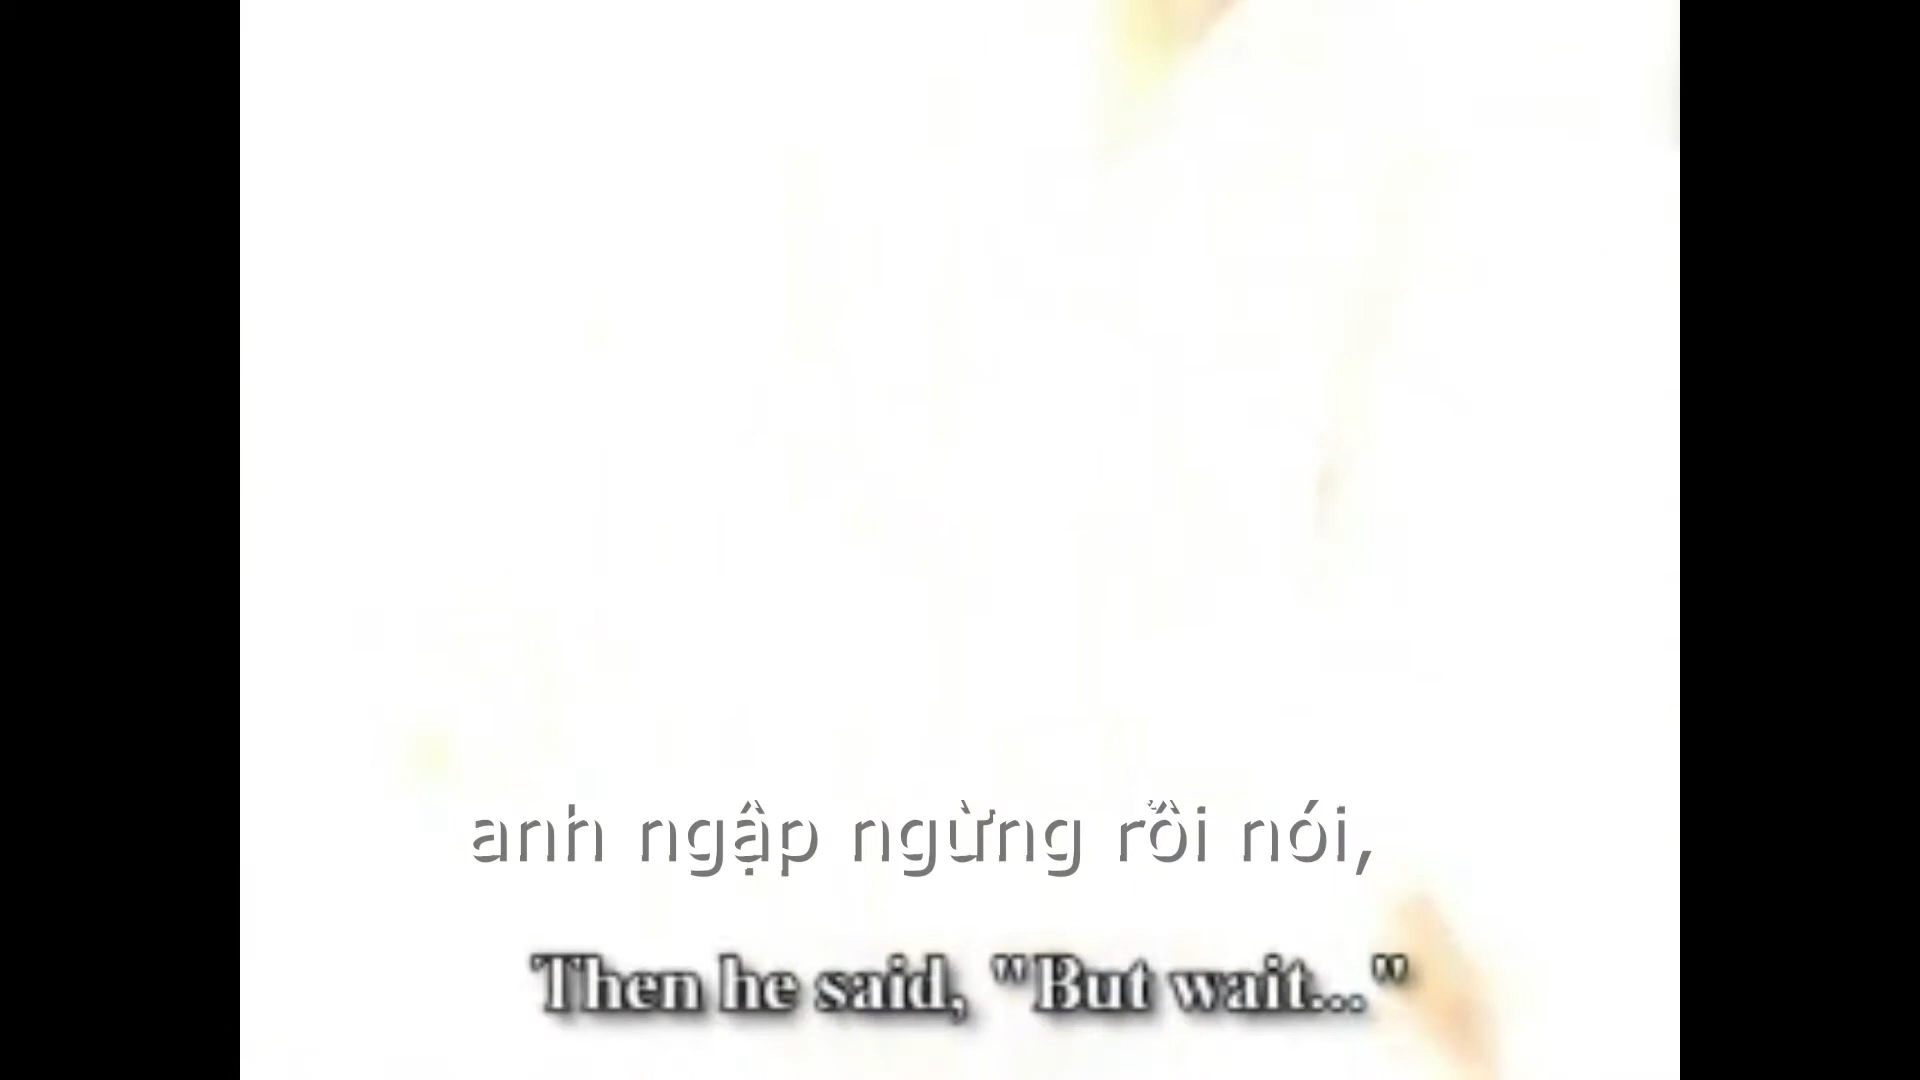 anh ngập ngừng rồi nói,
Then he said, "But wait..."